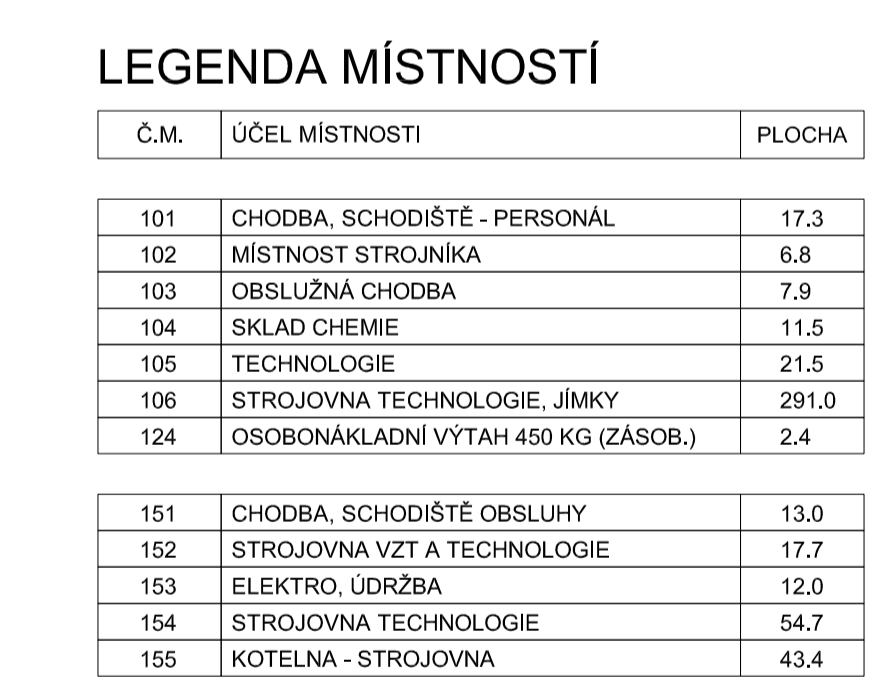 LEGENDA MÍSTNOSTÍ
Č.M. ÚČEL MÍSTNOSTI PLOCHA
101 CHODBA, SCHODIŠTĚ - PERSONÁL 17.3
102 MÍSTNOST STROJNÍKA 6.8
103 OBSLUŽNÁ CHODBA 7.9
104 SKLAD CHEMIE 11.5
105 TECHNOLOGIE 21.5
106 STROJOVNA TECHNOLOGIE, JÍMKY 291.0
124 OSOBONÁKLADNÍ VÝTAH 450 KG (ZÁSOB.) 2.4
151 CHODBA, SCHODIŠTĚ OBSLUHY 13.0
152 STROJOVNA VZT A TECHNOLOGIE 17.7
153 ELEKTRO, ÚDRŽBA 12.0
154 STROJOVNA TECHNOLOGIE 54.7
155 KOTELNA - STROJOVNA 43.4